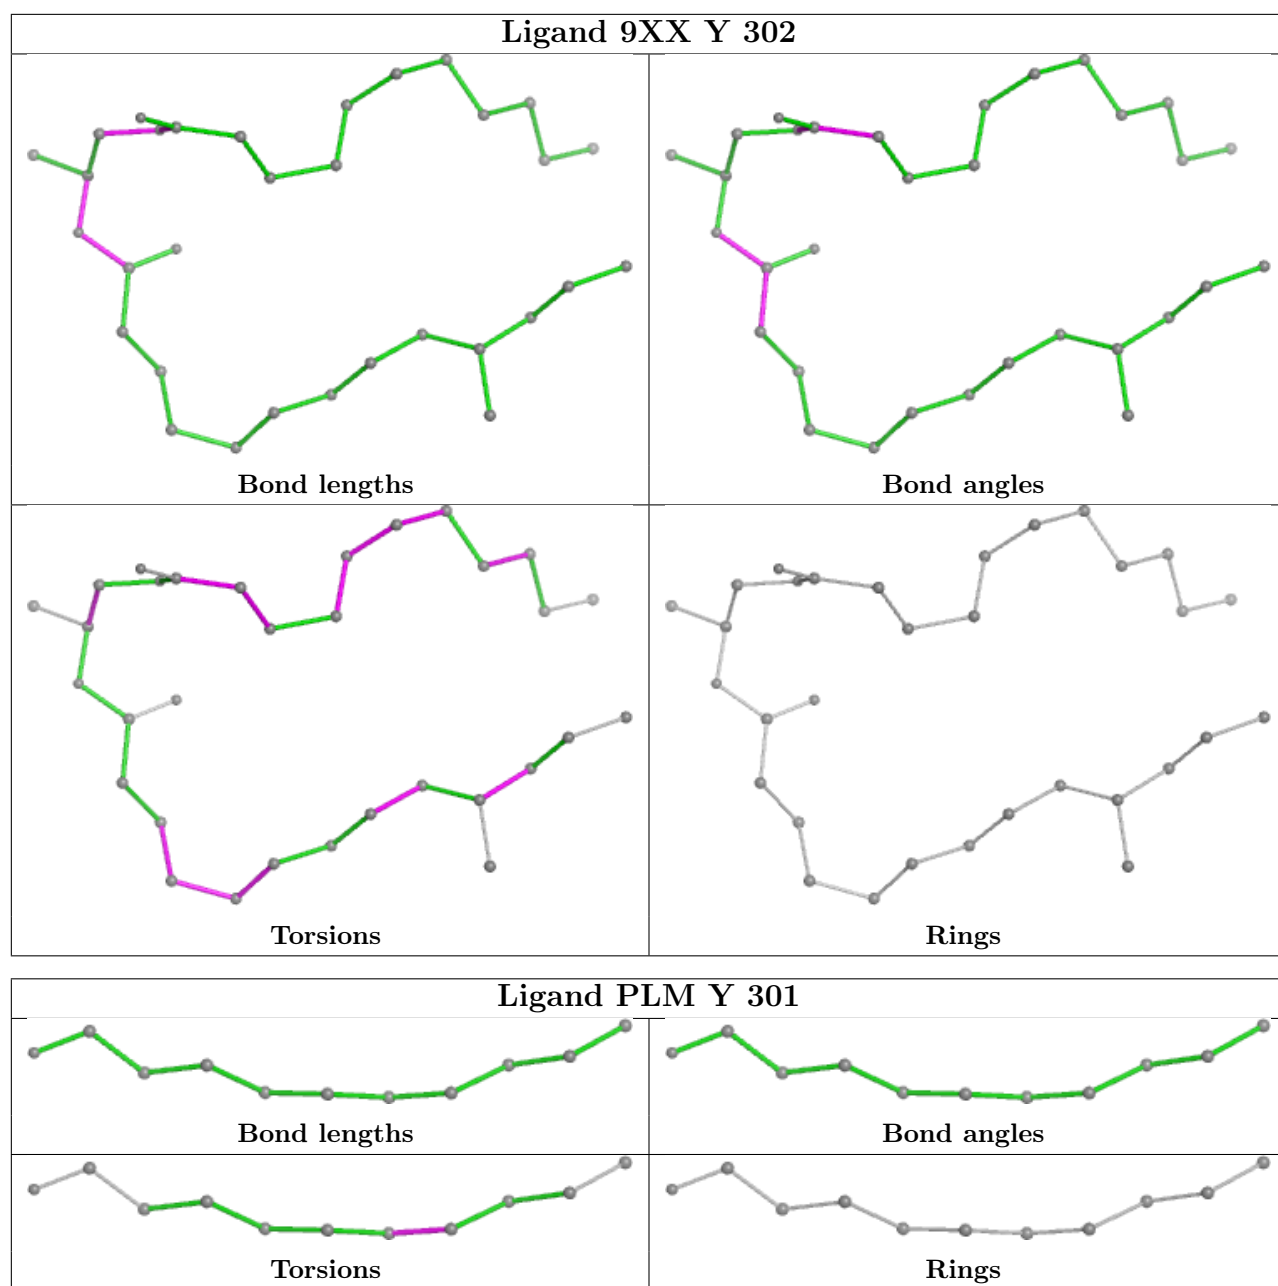 Ligand 9XX Y 302
Bond lengths
Bond angles
Torsions
Rings
Ligand PLM Y 301
Bond lengths
Bond angles
Torsions
Rings